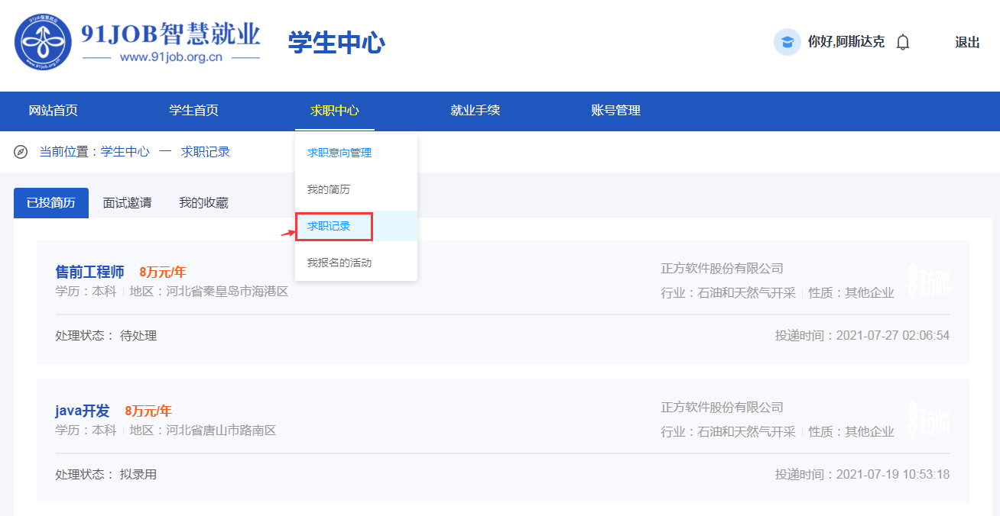 91JOB智慧就业
www.91job.org.cn
学生中心
你好,阿斯达克
退出
网站首页
学生首页
求职中心
就业手续
账号管理
当前位置：学生中心 一 求职记录
求职意向管理
我的简历
求职记录
我报名的活动
已投简历
面试邀请
我的收藏
售前工程师 8万元/年
学历：本科 地区：河北省秦皇岛市海港区
正方软件股份有限公司
行业：石油和天然气开采 性质：其他企业
正方软件
处理状态： 待处理
投递时间：2021-07-27 02:06:54
java开发 8万元/年
学历：本科 地区：河北省唐山市路南区
正方软件股份有限公司
行业：石油和天然气开采 性质：其他企业
正方软件
处理状态： 拟录用
投递时间：2021-07-19 10:53:18